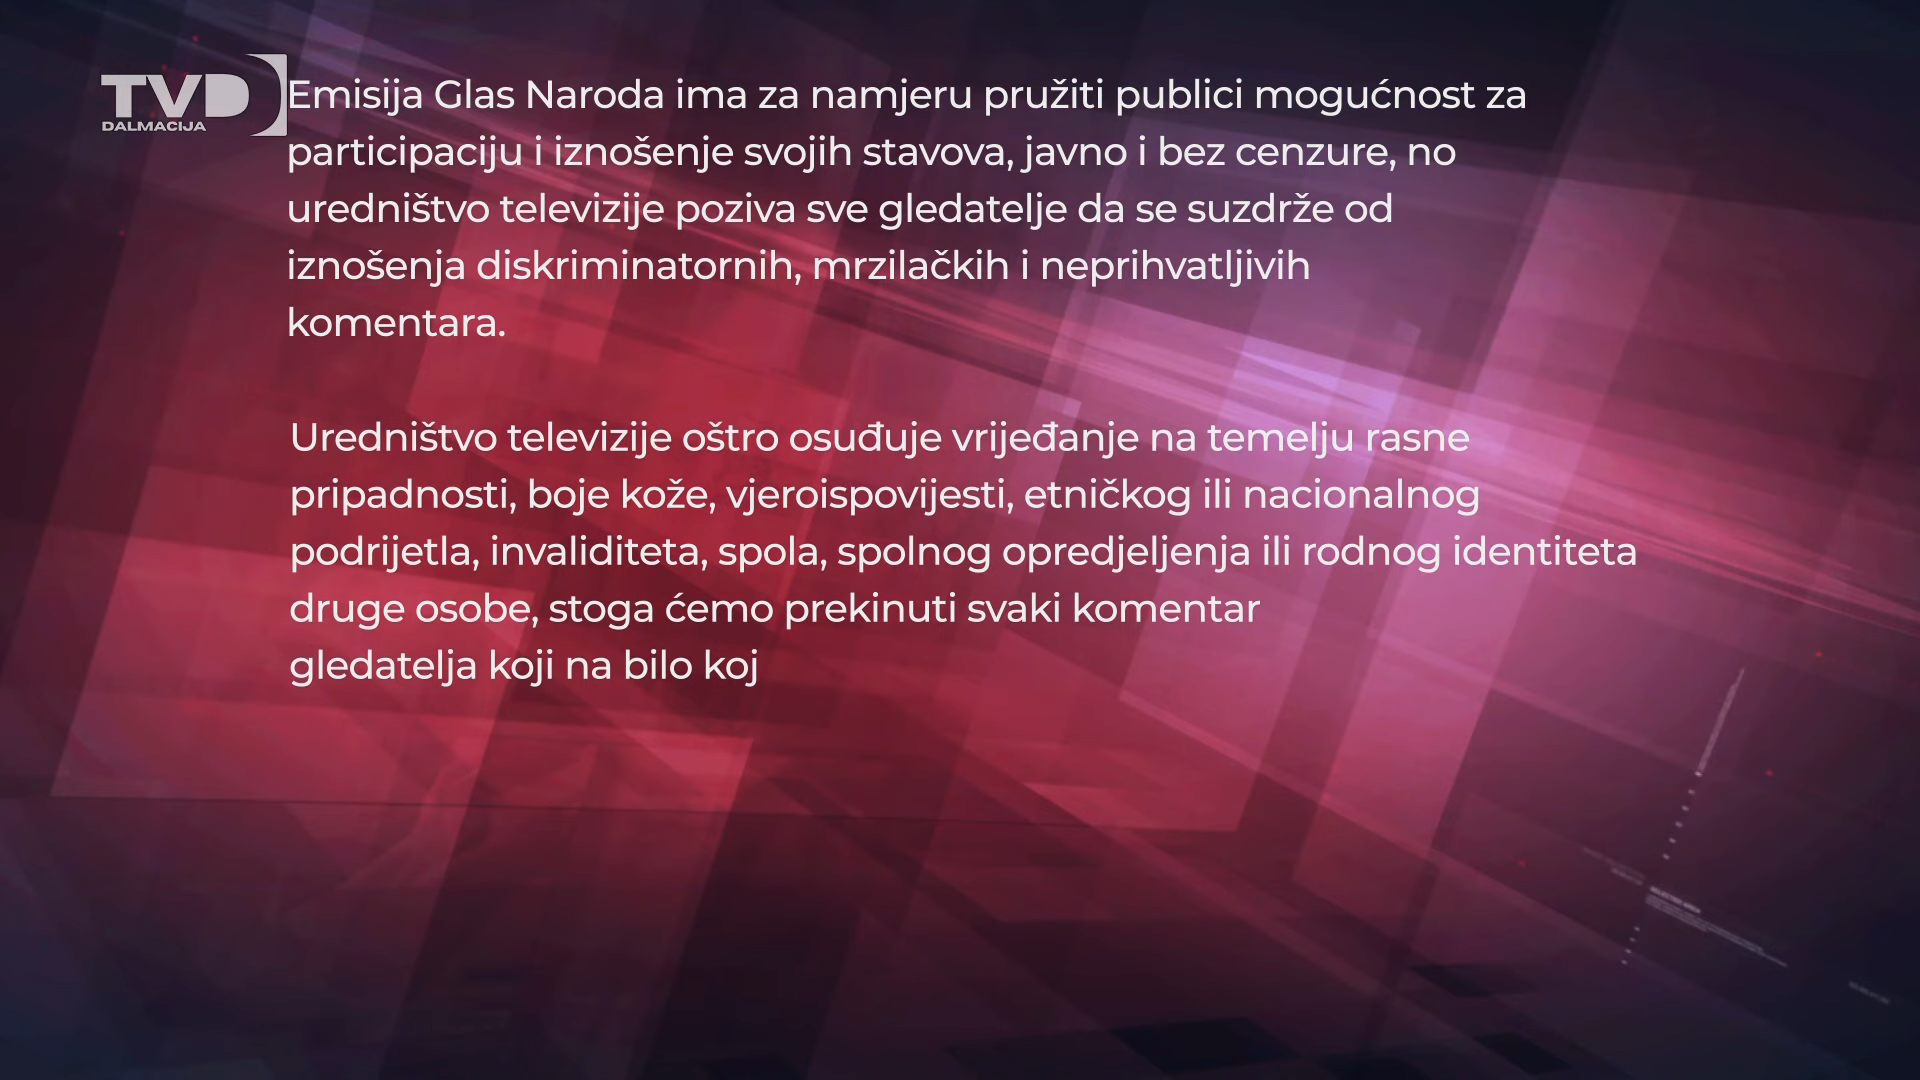 TVD
DALMACIJA
Emisija Glas Naroda ima za namjeru pružiti publici mogućnost za
participaciju i iznošenje svojih stavova, javno i bez cenzure, no
uredništvo televizije poziva sve gledatelje da se suzdrže od
iznošenja diskriminatornih, mrzilačkih i neprihvatljivih
komentara.
Uredništvo televizije oštro osuđuje vrijeđanje na temelju rasne
pripadnosti, boje kože, vjeroispovijesti, etničkog ili nacionalnog
podrijetla, invaliditeta, spola, spolnog opredjeljenja ili rodnog identiteta
druge osobe, stoga ćemo prekinuti svaki komentar
gledatelja koji na bilo koj